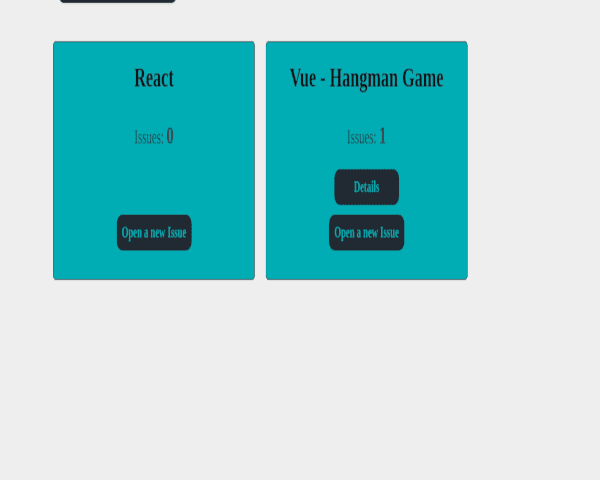 React
Issues: 0
Open a new Issue
Vue - Hangman Game
Issues: 1
Details
Open a new Issue